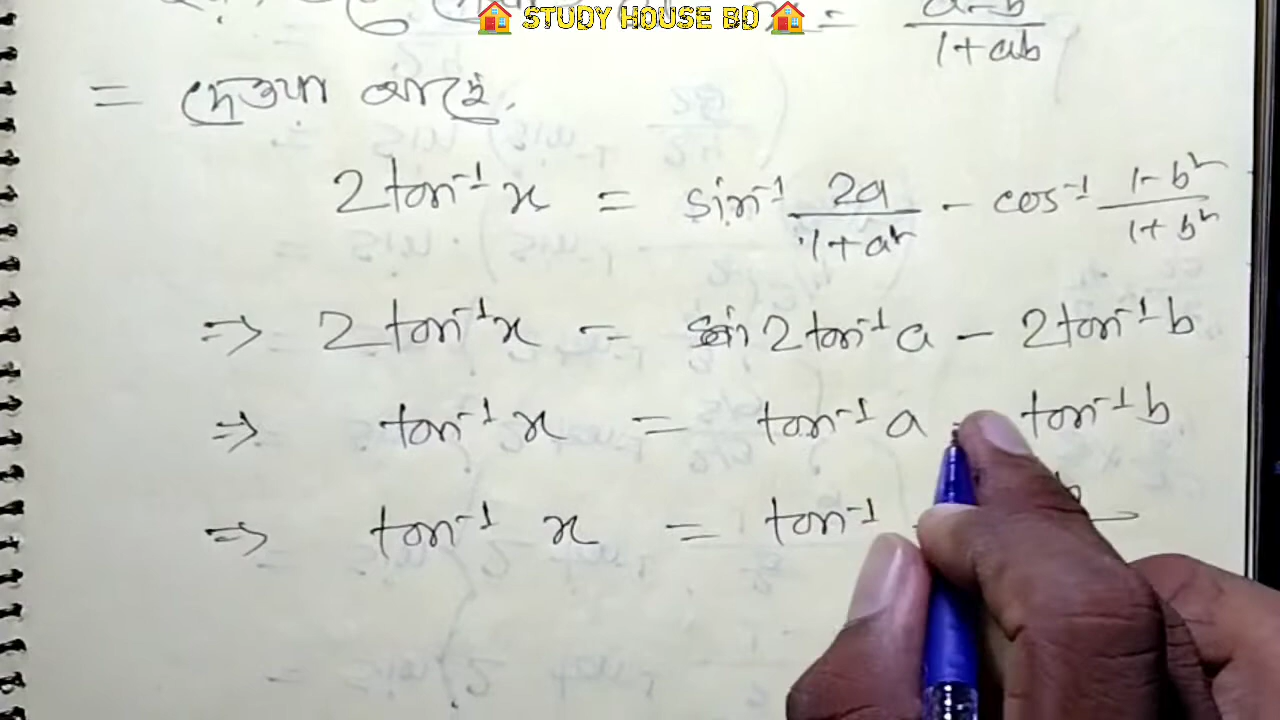 🏠 STUDY HOUSE BD 🏠
x = (a-b)/(1+ab)
= দেওয়া আছে,
2tan⁻¹x = sin⁻¹ 2a/(1+a²) - cos⁻¹ (1-b²)/(1+b²)
⇒ 2tan⁻¹x = 2tan⁻¹a - 2tan⁻¹b
⇒ tan⁻¹x = tan⁻¹a - tan⁻¹b
⇒ tan⁻¹ x = tan⁻¹